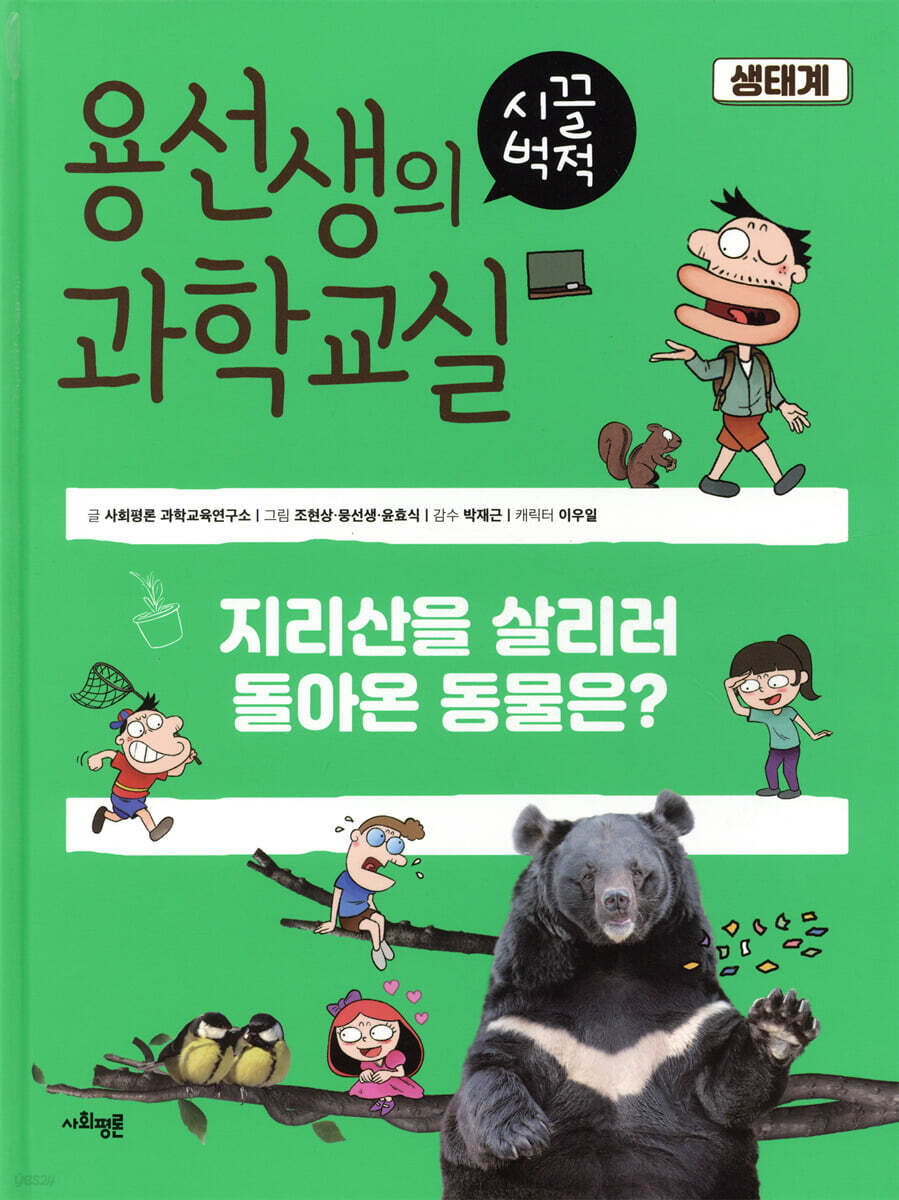 생태계
시끌
벅적
용선생의
과학교실
글 사회평론 과학교육연구소 | 그림 조현상·뭉선생·윤효식 | 감수 박재근 | 캐릭터 이우일
지리산을 살리러
돌아온 동물은?
사회평론
yes24